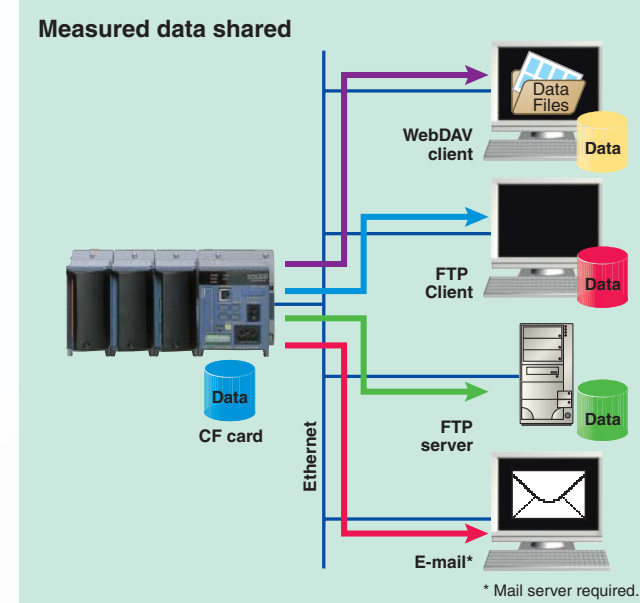 Measured data shared
Data
Files
WebDAV
client
Data
FTP
Client
Data
Data
CF card
Ethernet
FTP
server
Data
E-mail*
* Mail server required.